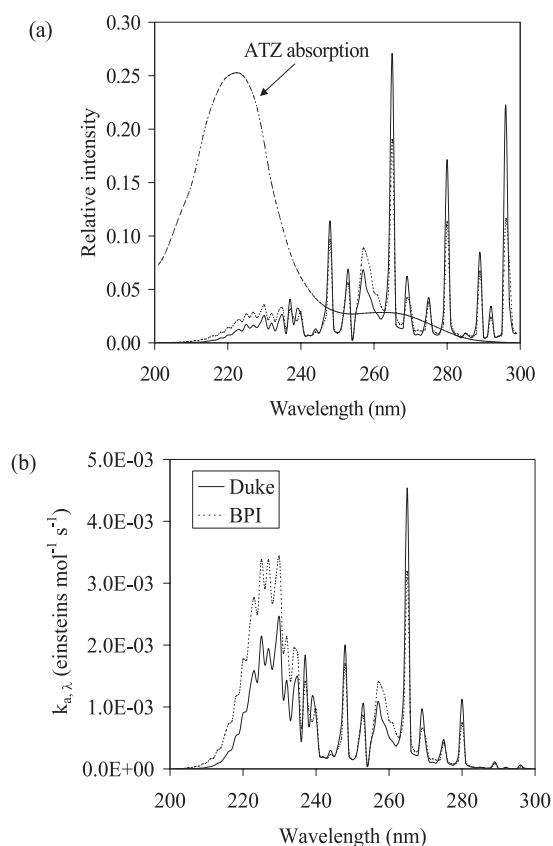 (a)
ATZ absorption
0.30
0.25
0.20
0.15
0.10
0.05
0.00
Relative intensity
200 220 240 260 280 300
Wavelength (nm)
(b)
Duke
BPI
5.0E-03
4.0E-03
3.0E-03
2.0E-03
1.0E-03
0.0E+00
ka, λ (einsteins mol-1 s-1)
200 220 240 260 280 300
Wavelength (nm)